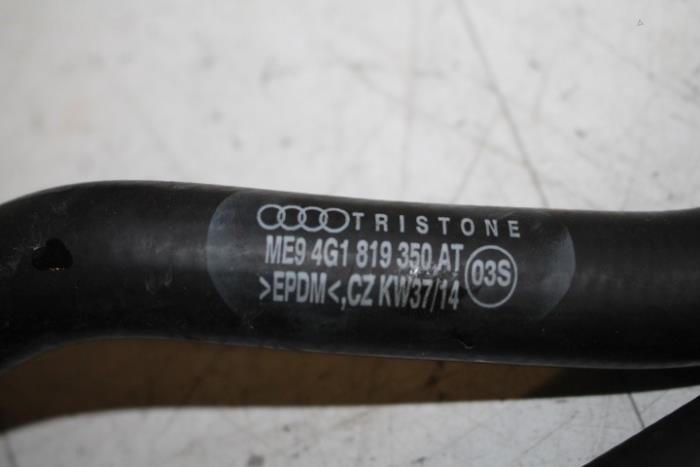 TRISTONE
ME9 4G1 819 350 AT
>EPDM<,CZ KW37/14
03S